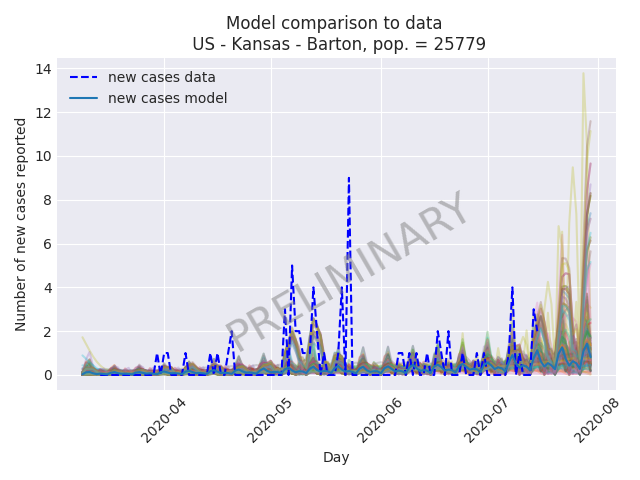 Model comparison to data
US - Kansas - Barton, pop. = 25779
new cases data
new cases model
Number of new cases reported
14
12
10
8
6
4
2
0
PRELIMINARY
2020-04
2020-05
2020-06
2020-07
2020-08
Day